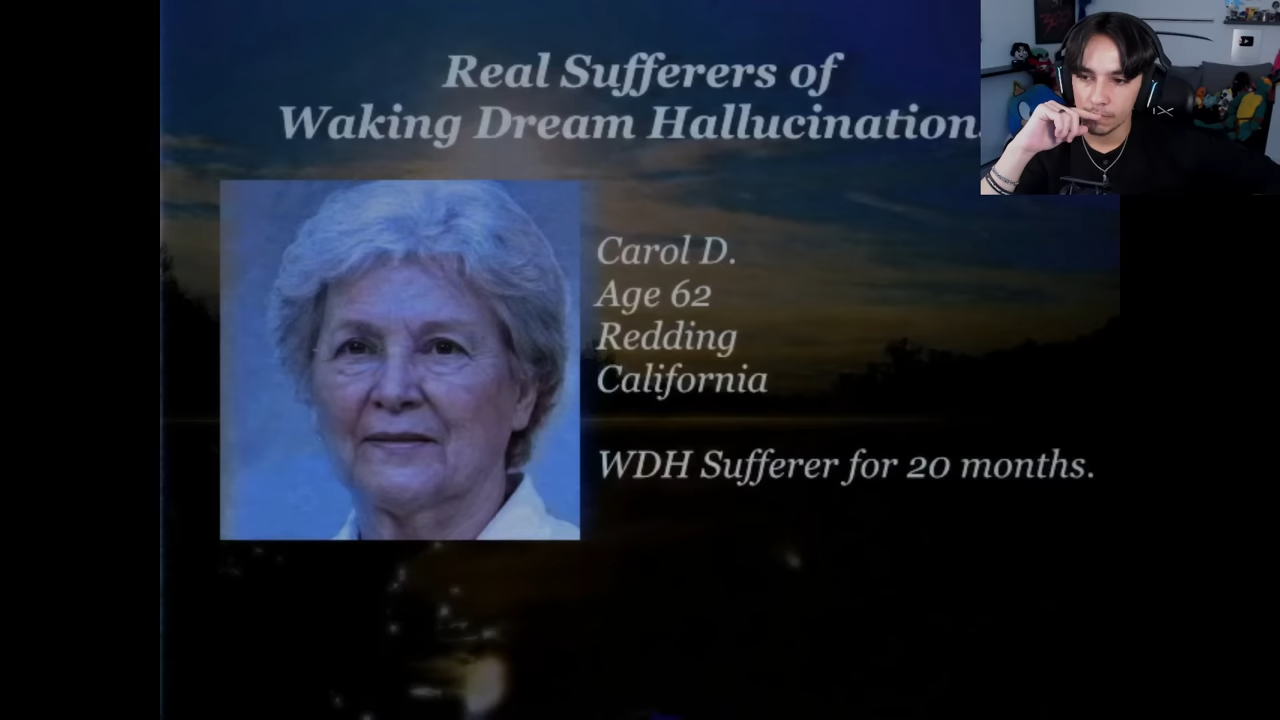 Real Sufferers of
Waking Dream Hallucination
Carol D.
Age 62
Redding
California
WDH Sufferer for 20 months.